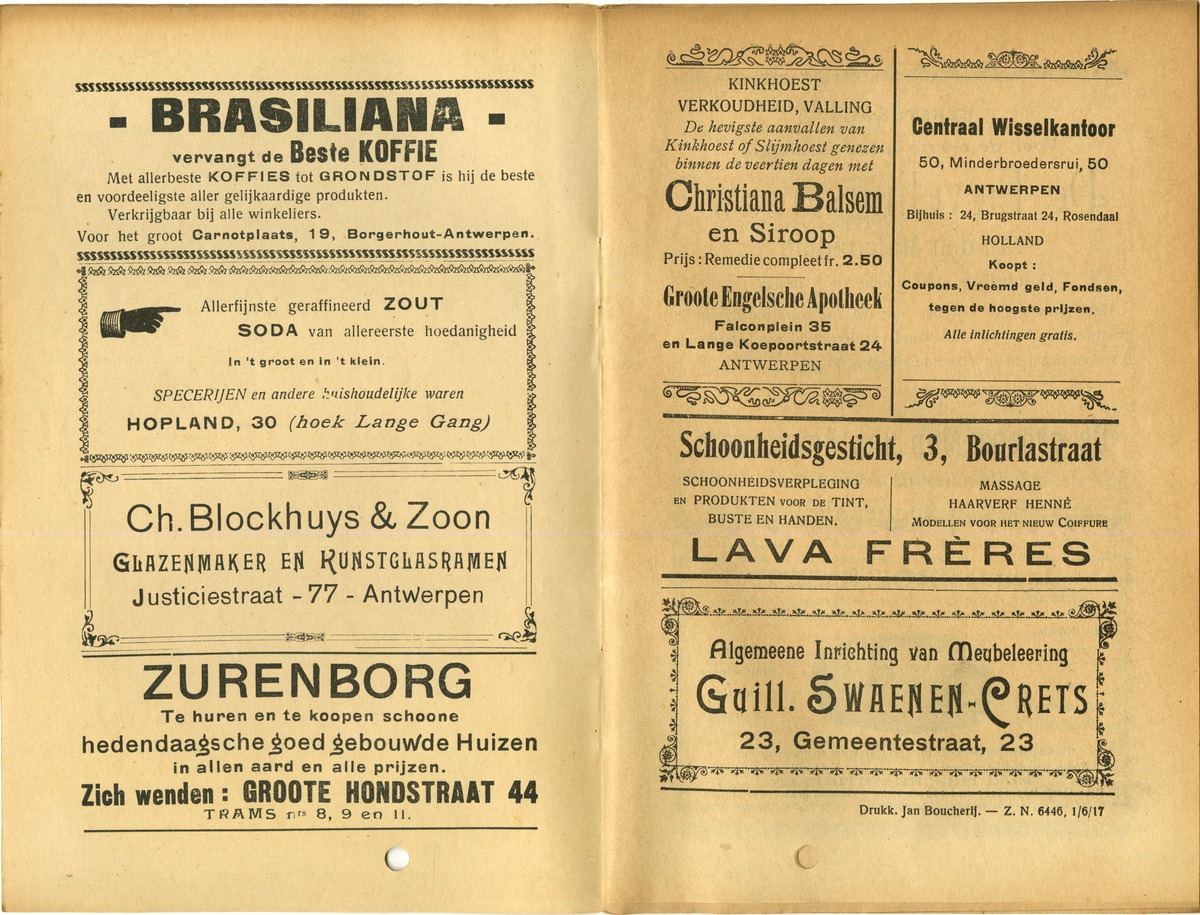 - BRASILIANA -
vervangt de Beste KOFFIE
Met allerbeste KOFFIES tot GRONDSTOF is hij de beste
en voordeeligste aller gelijkaardige produkten.
Verkrijgbaar bij alle winkeliers.
Voor het groot Carnotplaats, 19, Borgerhout-Antwerpen.
Allerfijnste geraffineerd ZOUT
SODA van allereerste hoedanigheid
In 't groot en in 't klein.
SPECERIJEN en andere huishoudelijke waren
HOPLAND, 30 (hoek Lange Gang)
Ch. Blockhuys & Zoon
GLAZENMAKER EN KUNSTGLASRAMEN
Justiciestraat - 77 - Antwerpen
ZURENBORG
Te huren en te koopen schoone
hedendaagsche goed gebouwde Huizen
in allen aard en alle prijzen.
Zich wenden : GROOTE HONDSTRAAT 44
TRAMS nrs 8, 9 en 11.
KINKHOEST
VERKOUDHEID, VALLING
De hevigste aanvallen van
Kinkhoest of Slijmhoest genezen
binnen de veertien dagen met
Christiana Balsem
en Siroop
Prijs : Remedie compleet fr. 2.50
Groote Engelsche Apotheek
Falconplein 35
en Lange Koepoortstraat 24
ANTWERPEN
Centraal Wisselkantoor
50, Minderbroedersrui, 50
ANTWERPEN
Bijhuis : 24, Brugstraat 24, Rosendaal
HOLLAND
Koopt :
Coupons, Vreemd geld, Fondsen,
tegen de hoogste prijzen.
Alle inlichtingen gratis.
Schoonheidsgesticht, 3, Bourlastraat
SCHOONHEIDSVERPLEGING
EN PRODUKTEN VOOR DE TINT,
BUSTE EN HANDEN.
MASSAGE
HAARVERF HENNÉ
MODELLEN VOOR HET NIEUW COIFFURE
LAVA FRÈRES
Algemeene Inrichting van Meubeleering
Guill. SWAENEN-CRETS
23, Gemeentestraat, 23
Drukk. Jan Boucherij. — Z. N. 6446, 1/6/17